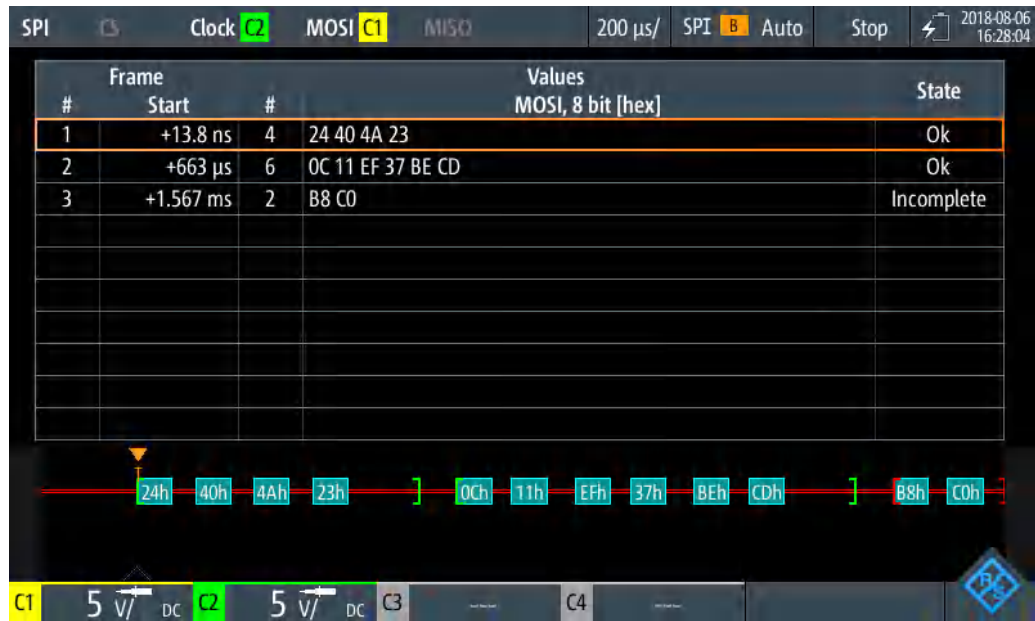 SPI CS Clock C2 MOSI C1 MISO 200 µs/ SPI B Auto Stop 2018-08-06
16:28:04
Frame Values State
# Start # MOSI, 8 bit [hex]
1 +13.8 ns 4 24 40 4A 23 Ok
2 +663 µs 6 0C 11 EF 37 BE CD Ok
3 +1.567 ms 2 B8 C0 Incomplete
T
24h 40h 4Ah 23h 0Ch 11h EFh 37h BEh CDh B8h C0h
C1 5 V/ DC C2 5 V/ DC C3 C4 R/S